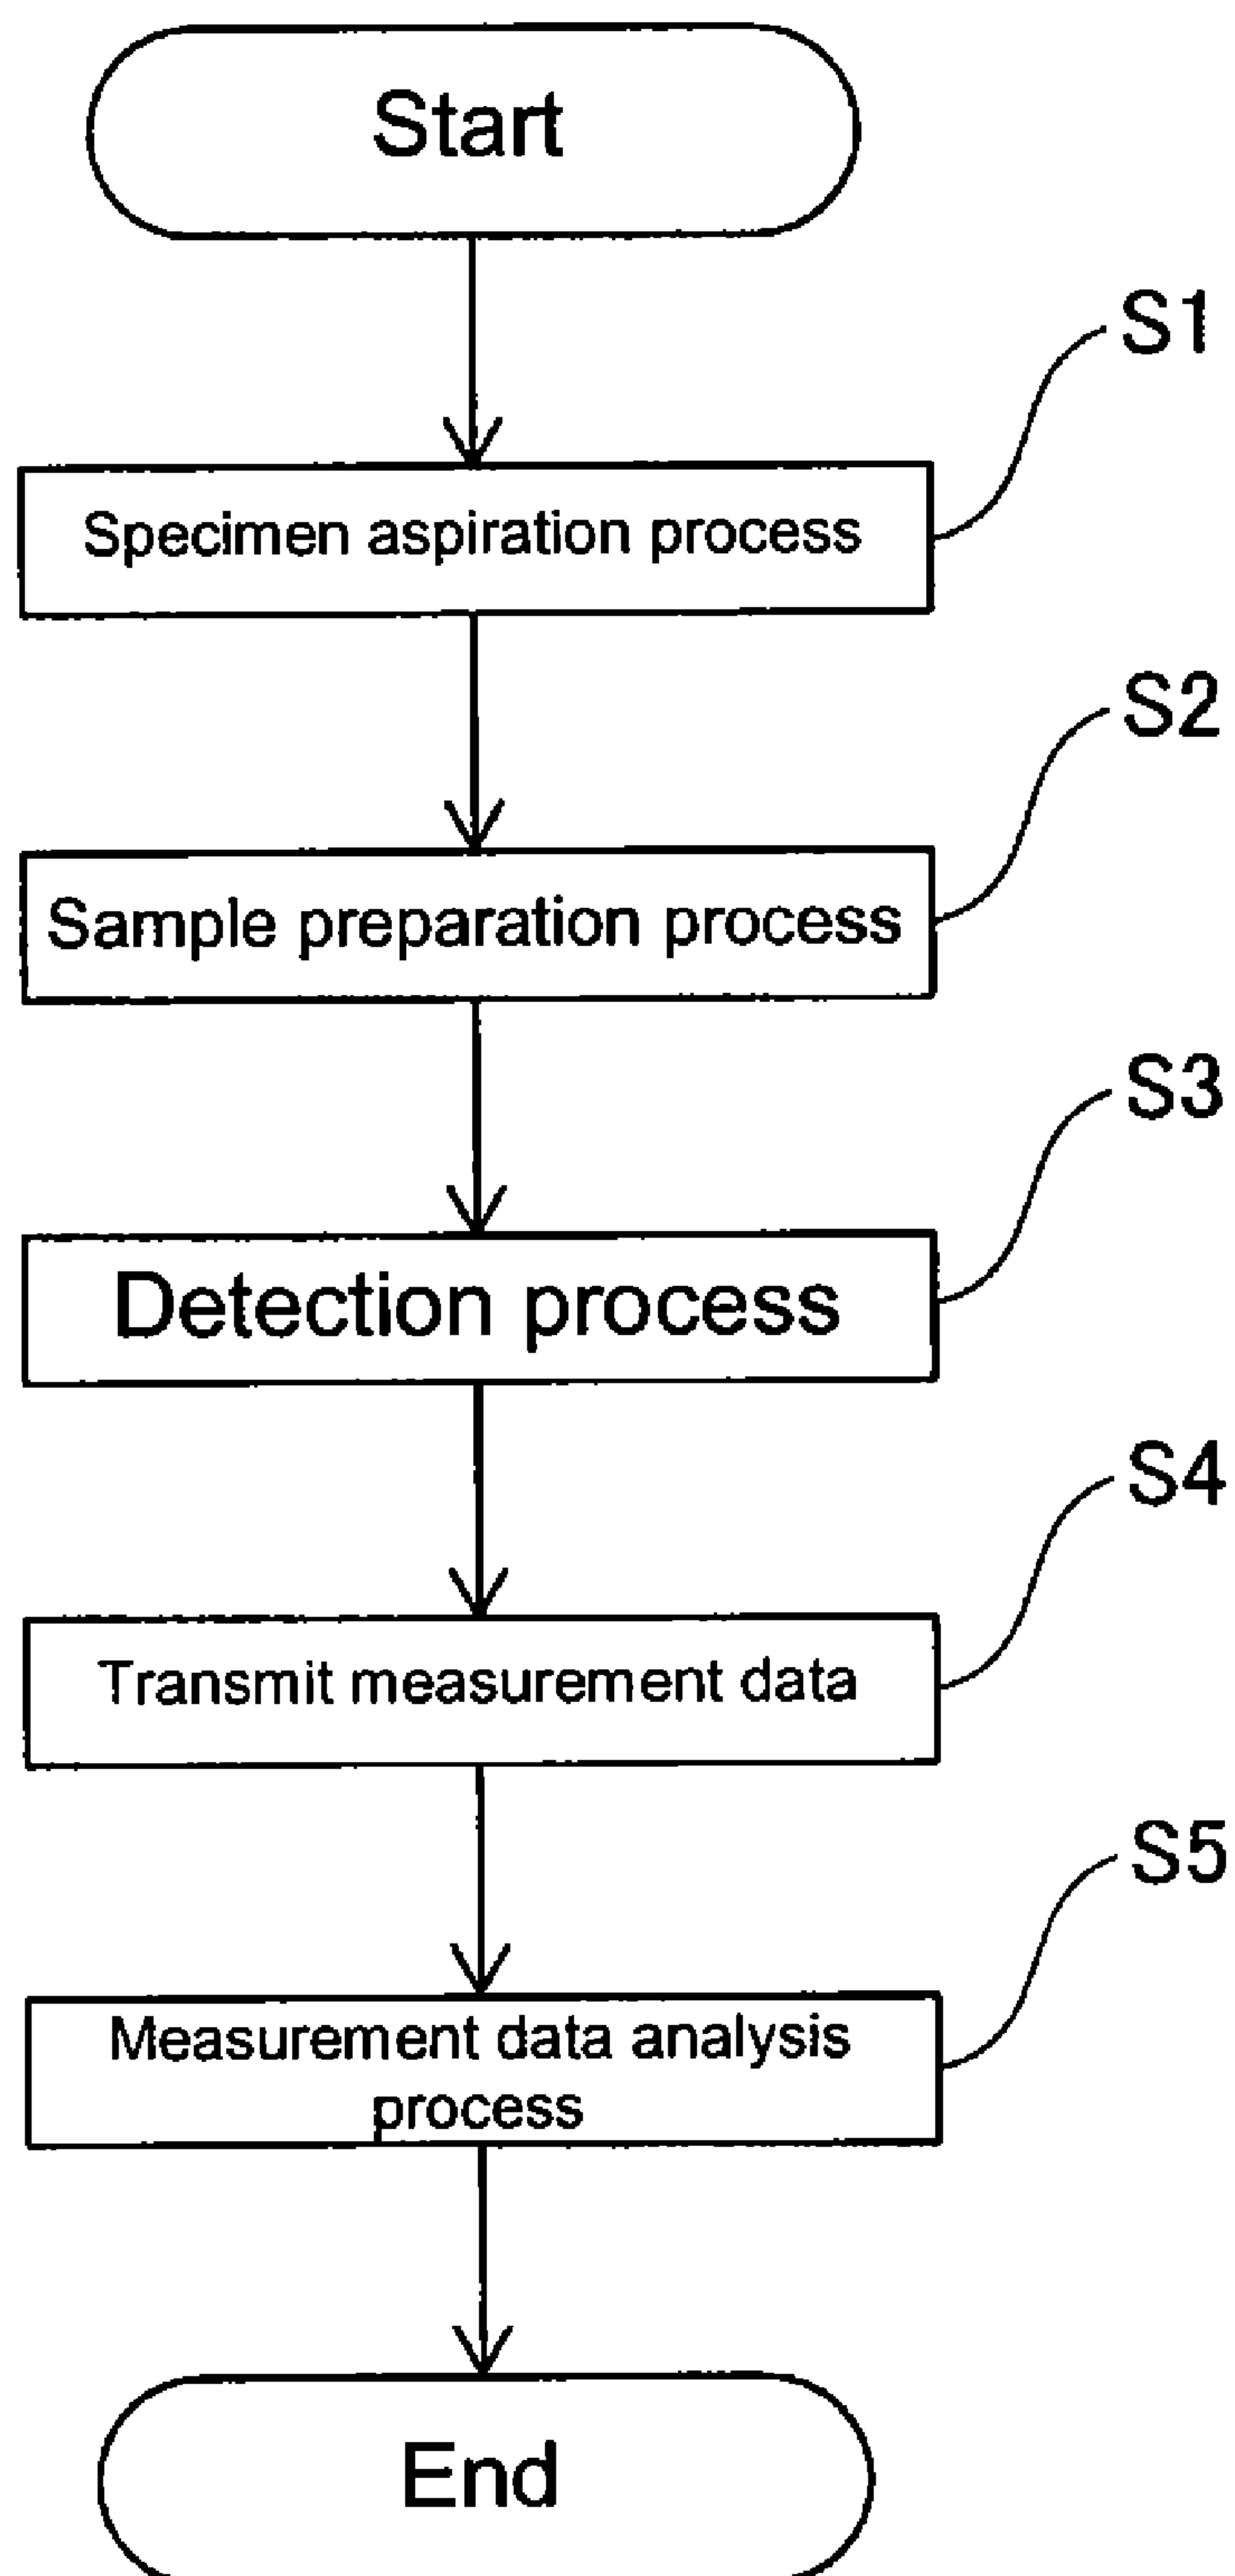 Start
S1
Specimen aspiration process
S2
Sample preparation process
S3
Detection process
S4
Transmit measurement data
S5
Measurement data analysis
process
End